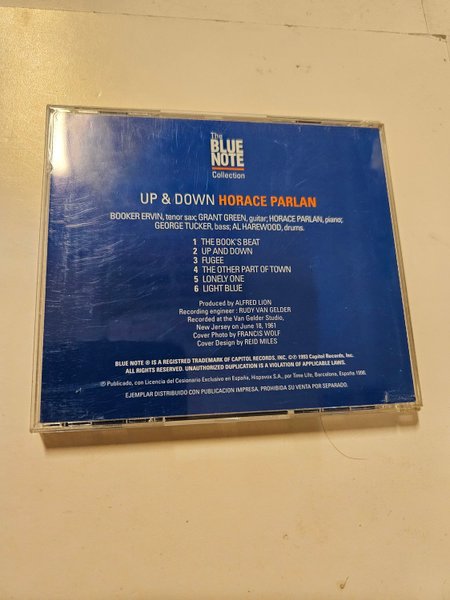 The
BLUE
NOTE
Collection
UP & DOWN HORACE PARLAN
BOOKER ERVIN, tenor sax; GRANT GREEN, guitar; HORACE PARLAN, piano;
GEORGE TUCKER, bass; AL HAREWOOD, drums.
1 THE BOOK'S BEAT
2 UP AND DOWN
3 FUGEE
4 THE OTHER PART OF TOWN
5 LONELY ONE
6 LIGHT BLUE
Produced by ALFRED LION
Recording engineer : RUDY VAN GELDER
Recorded at the Van Gelder Studio,
New Jersey on June 18, 1961
Cover Photo by FRANCIS WOLF
Cover Design by REID MILES
BLUE NOTE ® IS A REGISTRED TRADEMARK OF CAPITOL RECORDS, INC. ©℗ 1993 Capitol Records, Inc.
ALL RIGHTS RESERVED. UNAUTHORIZED DUPLICATION IS A VIOLATION OF APPLICABLE LAWS.
℗ Publicado, con Licencia del Cesionario Exclusivo en España, Hispavox S.A., por Time Life, Barcelona, España 1998.
EJEMPLAR DISTRIBUIDO CON PUBLICACION IMPRESA. PROHIBIDA SU VENTA POR SEPARADO.